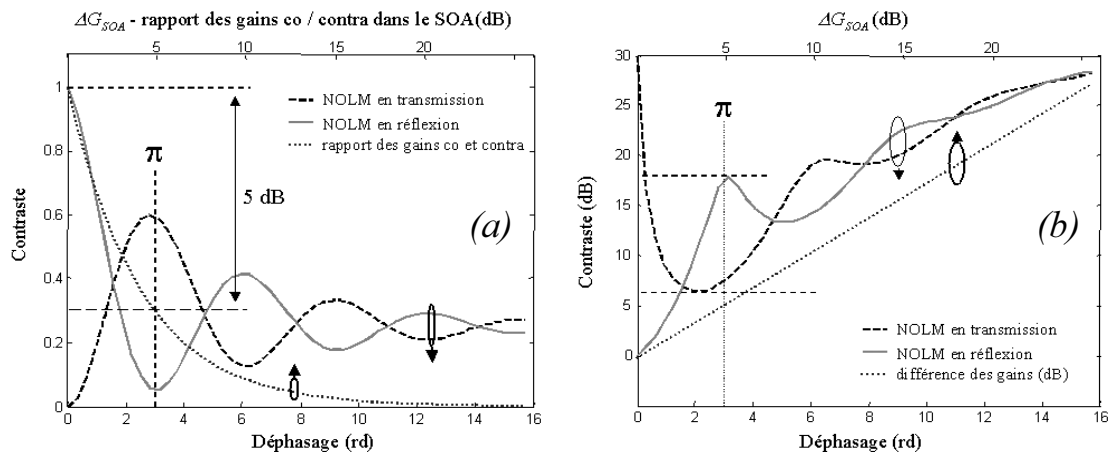 ΔG_SOA - rapport des gains co / contra dans le SOA(dB)
0 5 10 15 20
1
0.8
0.6
0.4
0.2
0
Contraste
NOLM en transmission
NOLM en réflexion
rapport des gains co et contra
π
5 dB
(a)
0 2 4 6 8 10 12 14 16
Déphasage (rd)
ΔG_SOA (dB)
0 5 10 15 20
30
25
20
15
10
5
0
Contraste (dB)
π
(b)
NOLM en transmission
NOLM en réflexion
différence des gains (dB)
0 2 4 6 8 10 12 14 16
Déphasage (rd)